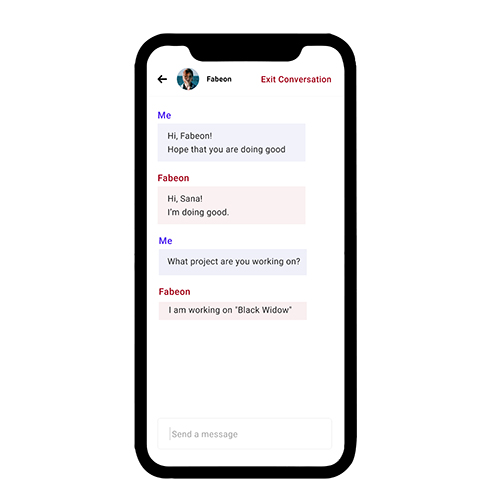 Fabeon
Exit Conversation
Me
Hi, Fabeon!
Hope that you are doing good
Fabeon
Hi, Sana!
I'm doing good.
Me
What project are you working on?
Fabeon
I am working on "Black Widow"
Send a message